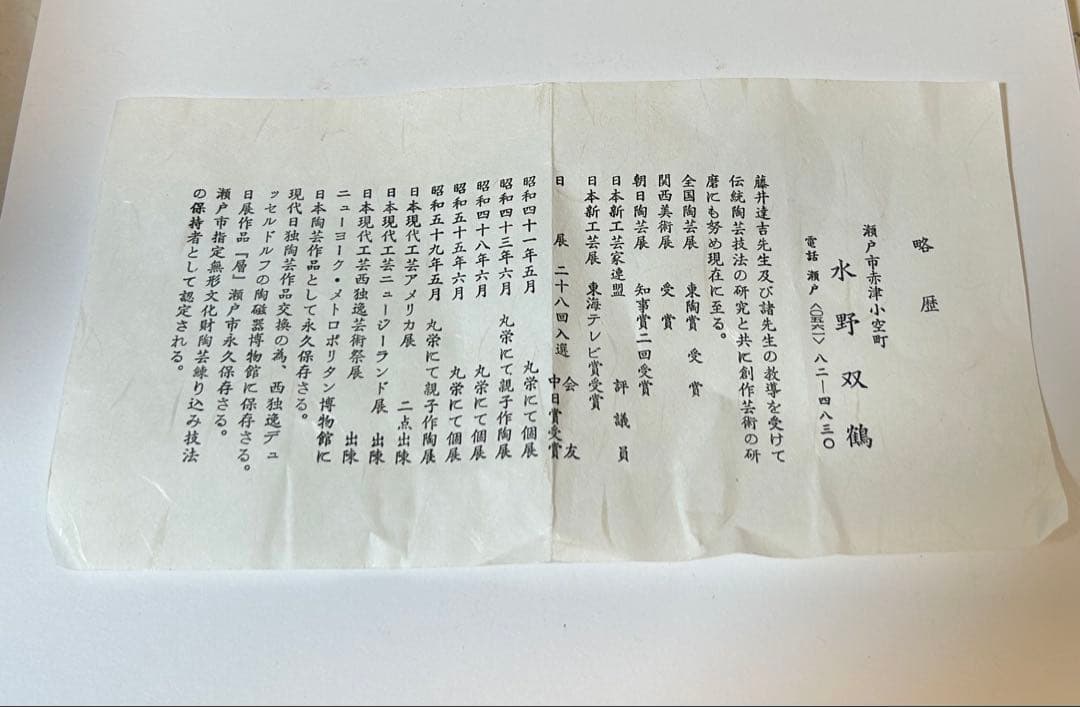 略歴
瀬戸市赤津小空町
水野双鶴
電話 瀬戸〈〇五六一〉八二―四八三〇
藤井達吉先生及び諸先生の教導を受けて
伝統陶芸技法の研究と共に創作芸術の研
磨にも努め現在に至る。
全国陶芸展 東陶賞受賞
関西美術展 受賞
朝日陶芸展 知事賞二回受賞
日本新工芸家連盟 評議員
日本新工芸展 東海テレビ賞受賞
会友
日展 二十八回入選 中日賞受賞
昭和四十一年五月 丸栄にて個展
昭和四十三年六月 丸栄にて親子作陶展
昭和四十八年六月 丸栄にて個展
昭和五十五年六月 丸栄にて個展
昭和五十九年五月 丸栄にて親子作陶展
日本現代工芸アメリカ展 二点出陳
日本現代工芸ニュージーランド展 出陳
日本現代工芸西独逸芸術祭展 出陳
ニューヨーク・メトロポリタン博物館に
日本陶芸作品として永久保存さる。
現代日独陶芸作品交換の為、西独逸デュ
ッセルドルフの陶磁器博物館に保存さる。
日展作品『層』瀬戸市永久保存さる。
瀬戸市指定無形文化財陶芸練り込み技法
の保持者として認定される。